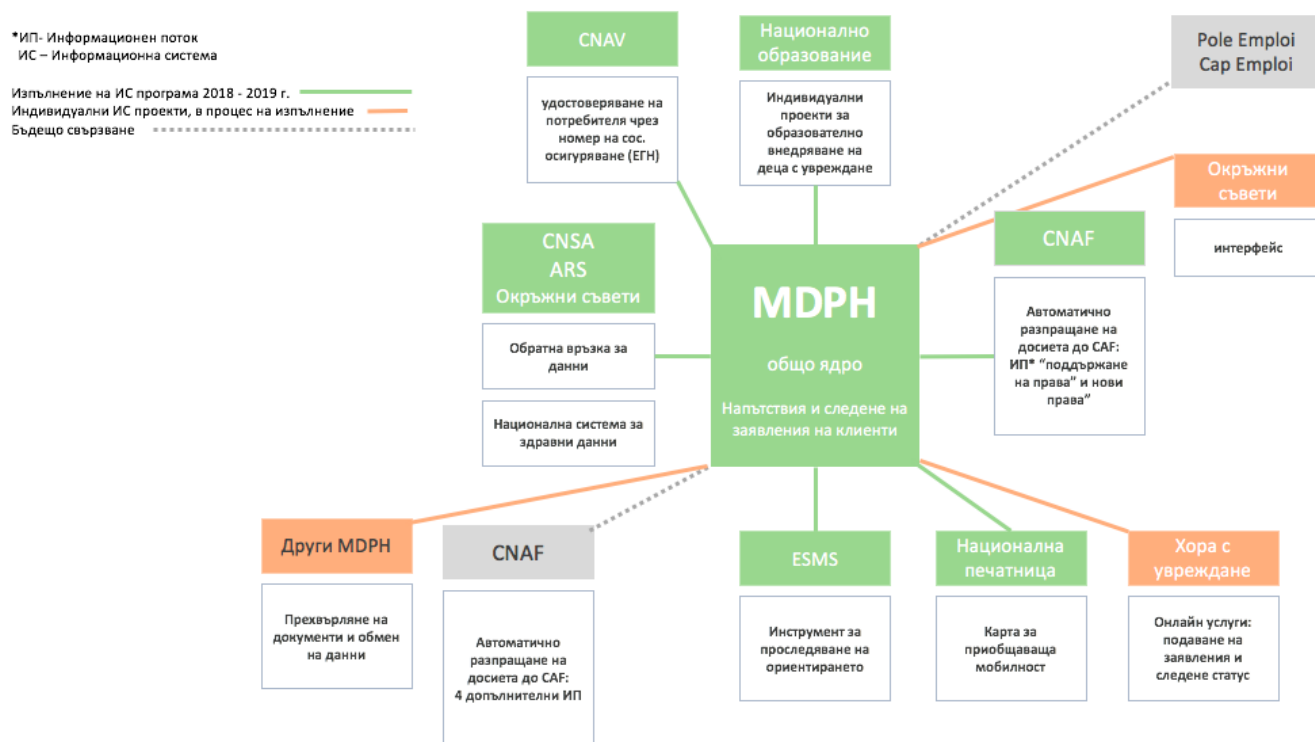 *ИП- Информационен поток
ИС – Информационна система
Изпълнение на ИС програма 2018 - 2019 г.
Индивидуални ИС проекти, в процес на изпълнение
Бъдещо свързване
CNAV
удостоверяване на
потребителя чрез
номер на сос.
осигуряване (ЕГН)
Национално
образование
Индивидуални
проекти за
образователно
внедряване на
деца с увреждане
Pole Emploi
Cap Emploi
Окръжни
съвети
интерфейс
CNSA
ARS
Окръжни съвети
Обратна връзка за
данни
Национална система за
здравни данни
MDPH
общо ядро
Напътствия и следене на
заявления на клиенти
CNAF
Автоматично
разпращане на
досиета до CAF:
ИП* “поддържане
на права” и нови
права”
Други MDPH
Прехвърляне на
документи и обмен
на данни
CNAF
Автоматично
разпращане на
досиета до CAF:
4 допълнителни ИП
ESMS
Инструмент за
проследяване на
ориентирането
Национална
печатница
Карта за
приобщаваща
мобилност
Хора с
увреждане
Онлайн услуги:
подаване на
заявления и
следене статус